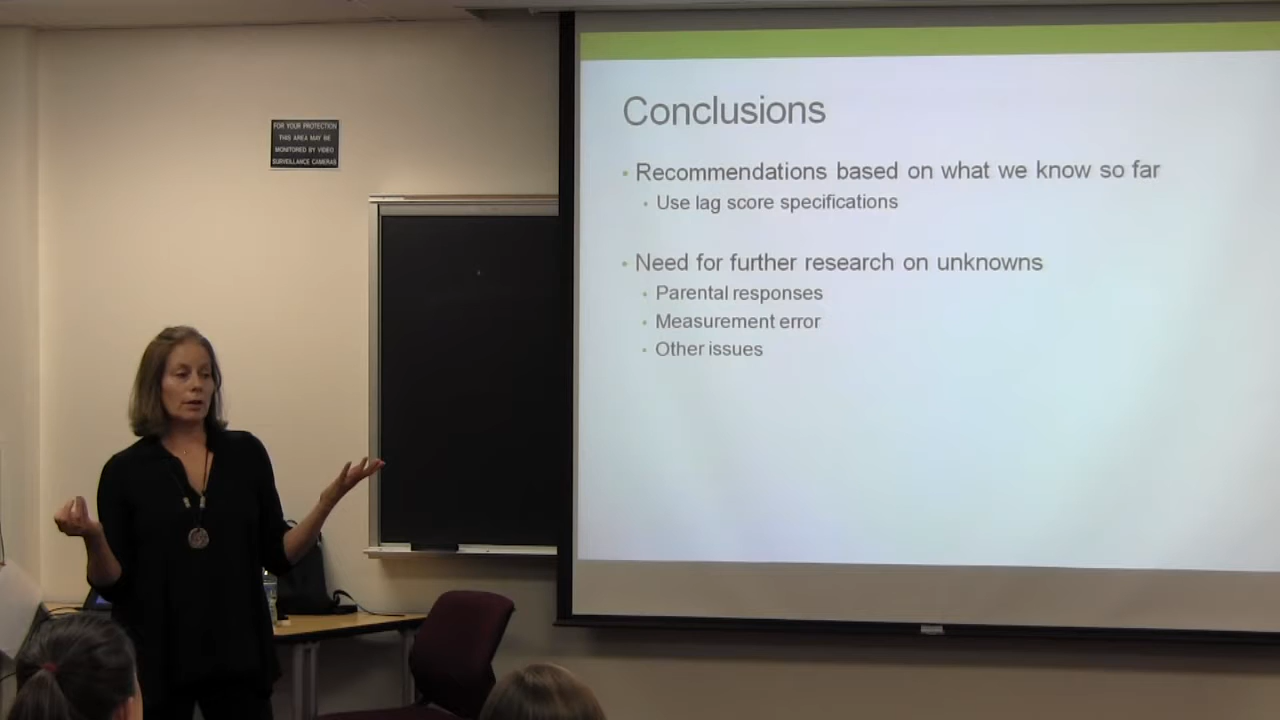 FOR YOUR PROTECTION
THIS AREA MAY BE
MONITORED BY VIDEO
SURVEILLANCE CAMERAS
Conclusions
• Recommendations based on what we know so far
• Use lag score specifications
• Need for further research on unknowns
• Parental responses
• Measurement error
• Other issues